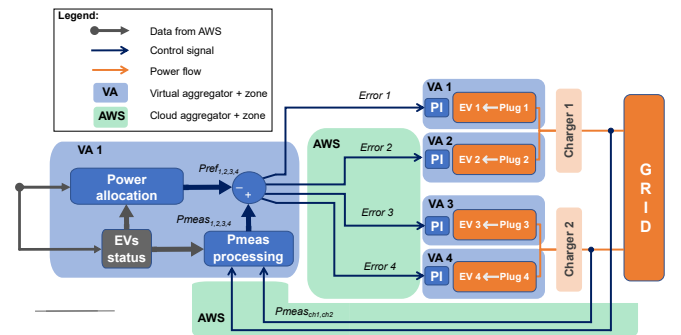 Legend:
Data from AWS
Control signal
Power flow
VA Virtual aggregator + zone
AWS Cloud aggregator + zone
VA 1
Power
allocation
EVs
status
Pmeas
processing
Pref1,2,3,4
Pmeas1,2,3,4
−
+
Error 1
Error 2
Error 3
Error 4
AWS
VA 1
PI
EV 1
Plug 1
VA 2
PI
EV 2
Plug 2
VA 3
PI
EV 3
Plug 3
VA 4
PI
EV 4
Plug 4
Charger 1
Charger 2
GRID
Pmeasch1,ch2
AWS